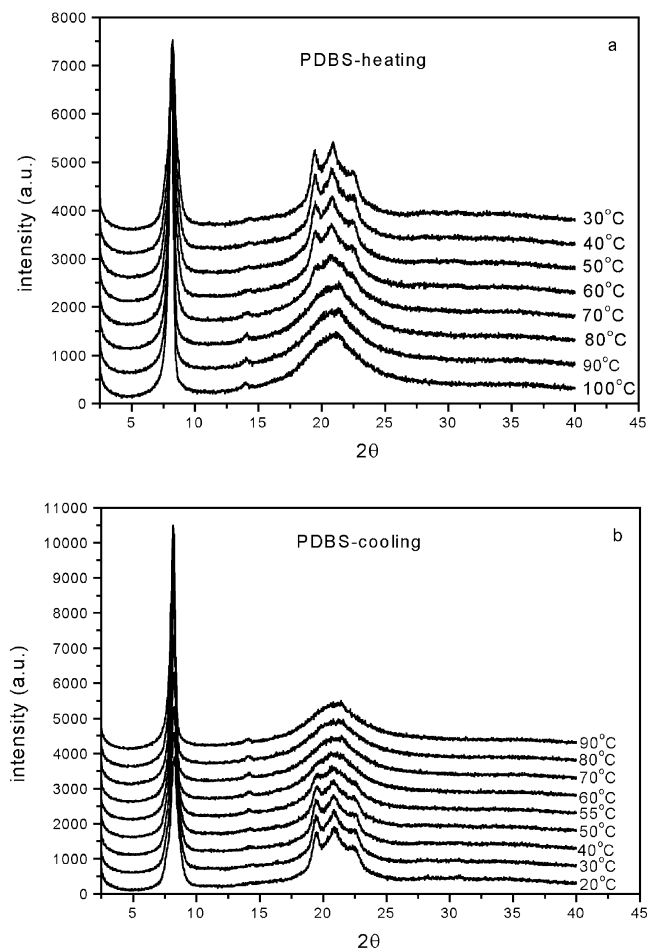 8000
a
PDBS-heating
7000
6000
5000
4000
3000
2000
1000
0
intensity (a.u.)
30°C
40°C
50°C
60°C
70°C
80°C
90°C
100°C
5 10 15 20 25 30 35 40 45
2θ
11000
b
PDBS-cooling
10000
9000
8000
7000
6000
5000
4000
3000
2000
1000
0
intensity (a.u.)
90°C
80°C
70°C
60°C
55°C
50°C
40°C
30°C
20°C
5 10 15 20 25 30 35 40 45
2θ